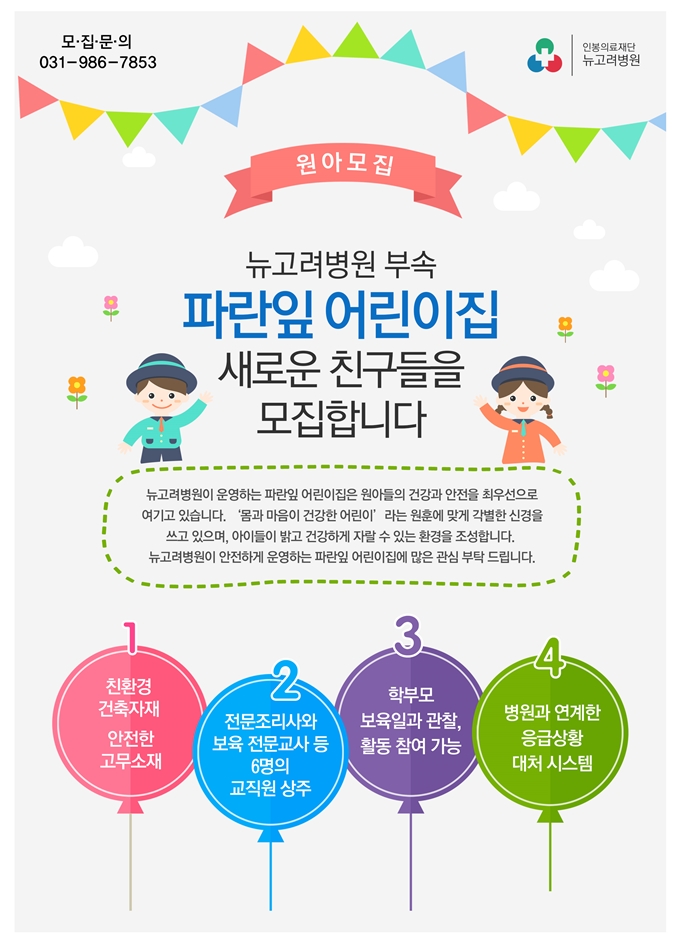 모·집·문·의
031-986-7853
인봉의료재단
뉴고려병원
원아모집
뉴고려병원 부속
파란잎 어린이집
새로운 친구들을
모집합니다
뉴고려병원이 운영하는 파란잎 어린이집은 원아들의 건강과 안전을 최우선으로
여기고 있습니다. ‘몸과 마음이 건강한 어린이’라는 원훈에 맞게 각별한 신경을
쓰고 있으며, 아이들이 밝고 건강하게 자랄 수 있는 환경을 조성합니다.
뉴고려병원이 안전하게 운영하는 파란잎 어린이집에 많은 관심 부탁 드립니다.
1
친환경
건축자재
안전한
고무소재
2
전문조리사와
보육 전문교사 등
6명의
교직원 상주
3
학부모
보육일과 관찰,
활동 참여 가능
4
병원과 연계한
응급상황
대처 시스템